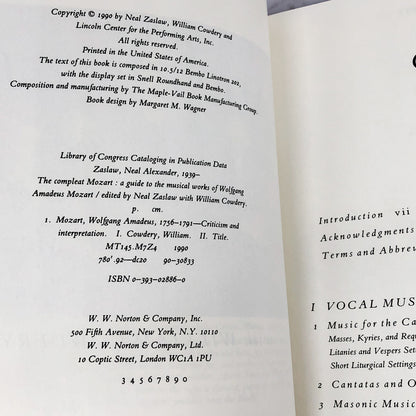 Copyright © 1990 by Neal Zaslaw, William Cowdery and
Lincoln Center for the Performing Arts, Inc.
All rights reserved.
Printed in the United States of America.
The text of this book is composed in 10.5/12 Bembo Linotron 202,
with the display set in Snell Roundhand and Bembo.
Composition and manufacturing by The Maple-Vail Book Manufacturing Group.
Book design by Margaret M. Wagner
Library of Congress Cataloging in Publication Data
Zaslaw, Neal Alexander, 1939–
The compleat Mozart : a guide to the musical works of Wolfgang
Amadeus Mozart / edited by Neal Zaslaw with William Cowdery.
p. cm.
1. Mozart, Wolfgang Amadeus, 1756–1791—Criticism and
interpretation. I. Cowdery, William. II. Title.
MT145.M7Z4 1990
780'.92—dc20 90-30833
ISBN 0-393-02886-0
W. W. Norton & Company, Inc.
500 Fifth Avenue, New York, N.Y. 10110
W. W. Norton & Company, Ltd.
10 Coptic Street, London WC1A 1PU
1 2 3 4 5 6 7 8 9 0
Introduction vii
Acknowledgments
Terms and Abbrev
I VOCAL MUS
1 Music for the Ca
Masses, Kyries, and Requ
Litanies and Vespers Set
Short Liturgical Settings
2 Cantatas and O
3 Masonic Music